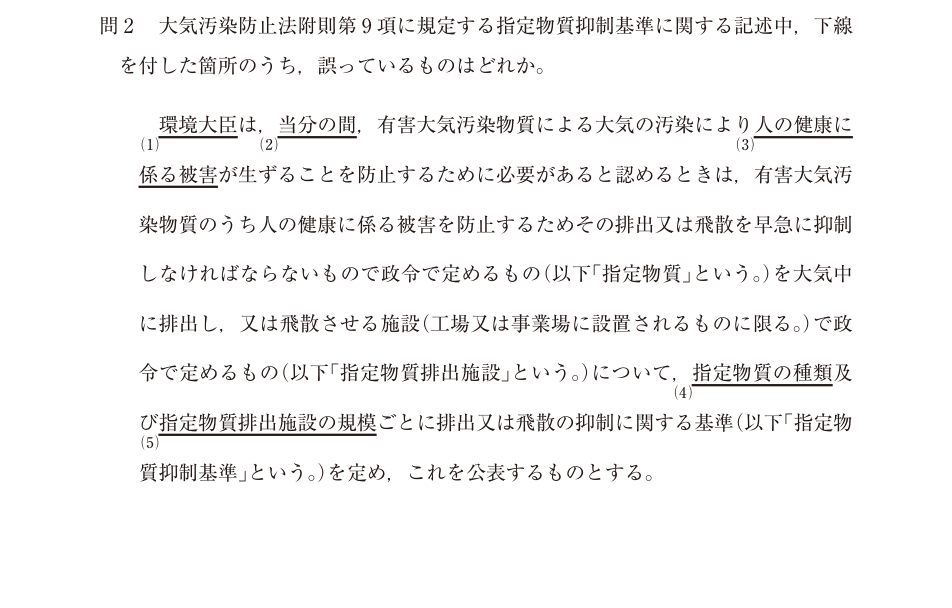 問2　大気汚染防止法附則第9項に規定する指定物質抑制基準に関する記述中，下線
を付した箇所のうち，誤っているものはどれか。
環境大臣は，当分の間，有害大気汚染物質による大気の汚染により人の健康に
(1) (2) (3)
係る被害が生ずることを防止するために必要があると認めるときは，有害大気汚
染物質のうち人の健康に係る被害を防止するためその排出又は飛散を早急に抑制
しなければならないもので政令で定めるもの(以下「指定物質」という。)を大気中
に排出し，又は飛散させる施設(工場又は事業場に設置されるものに限る。)で政
令で定めるもの(以下「指定物質排出施設」という。)について，指定物質の種類及
(4)
び指定物質排出施設の規模ごとに排出又は飛散の抑制に関する基準(以下「指定物
(5)
質抑制基準」という。)を定め，これを公表するものとする。